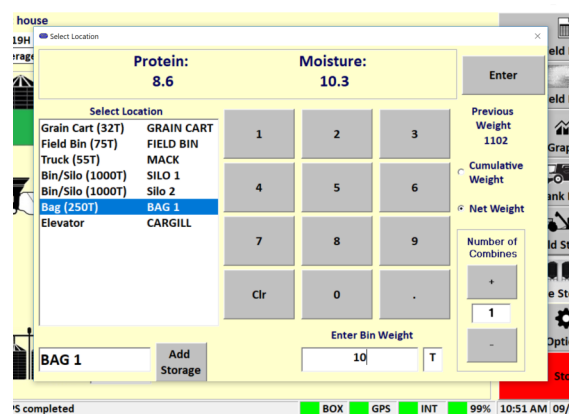 house
19H
Select Location
Protein:
8.6
Moisture:
10.3
Enter
Select Location
Grain Cart (32T) GRAIN CART
Field Bin (75T) FIELD BIN
Truck (55T) MACK
Bin/Silo (1000T) SILO 1
Bin/Silo (1000T) Silo 2
Bag (250T) BAG 1
Elevator CARGILL
1 2 3
4 5 6
7 8 9
Clr 0 .
Previous
Weight
1102
Cumulative
Weight
Net Weight
Number of
Combines
+
1
-
Enter Bin Weight
10 T
BAG 1
Add
Storage
completed
BOX GPS INT 99% 10:51 AM 09/